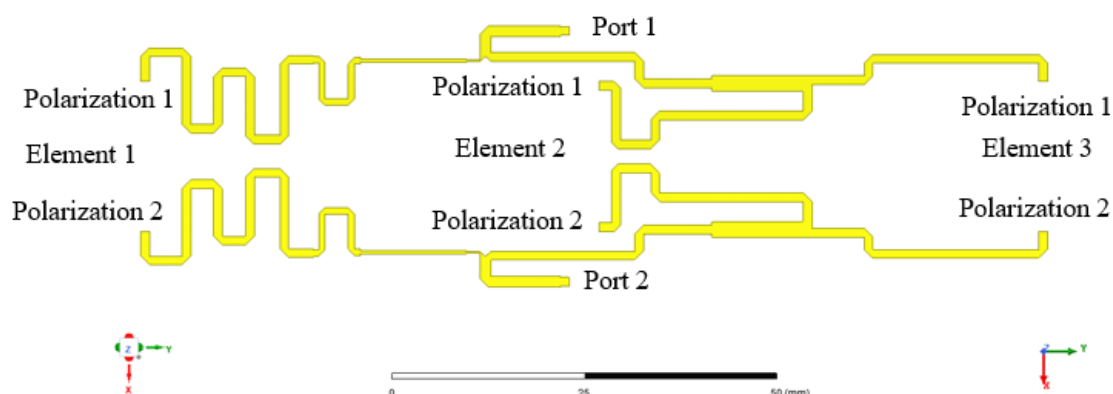 Port 1
Polarization 1
Polarization 1
Polarization 1
Element 1
Element 2
Element 3
Polarization 2
Polarization 2
Polarization 2
Port 2
Z
Y
X
Z
Y
X
0
25
50 (mm)